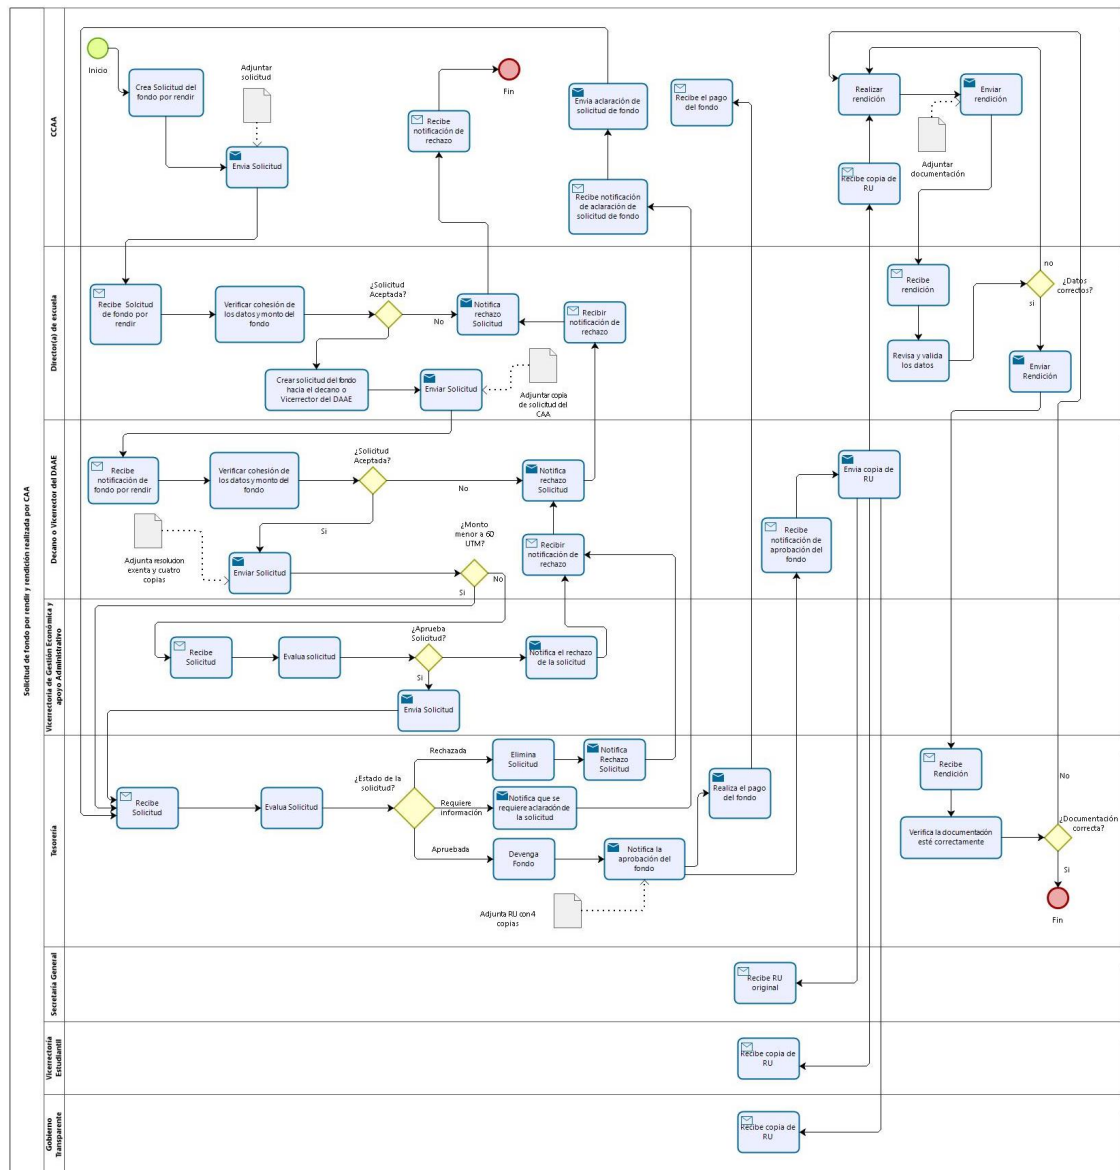 Solicitud de fondo por rendir y rendición realizada por CAA
CCAA
Inicio
Crea Solicitud del
fondo por rendir
Adjuntar
solicitud
Envia Solicitud
Recibe
notificación de
rechazo
Fin
Envia aclaración de
solicitud de fondo
Recibe notificación
de aclaración de
solicitud de fondo
Recibe el pago
del fondo
Realizar
rendición
Enviar
rendición
Adjuntar
documentación
Recibe copia de
RU
Director(a) de escuela
Recibe Solcitud
de fondo por
rendir
Verificar cohesión de
los datos y monto del
fondo
¿Solicitud
Aceptada?
No
Notifica
rechazo
Solicitud
Recibir
notificación de
rechazo
Crear solicitud del fondo
hacia el decano o
Vicerrector del DAAE
Enviar Solicitud
Adjuntar copia
de solicitud del
CAA
Recibe
rendición
Revisa y valida
los datos
no
¿Datos
correctos?
si
Enviar
Rendición
Decano o Vicerrector del DAAE
Recibe
notificación de
fondo por rendir
Verificar cohesión de
los datos y monto del
fondo
¿Solicitud
Aceptada?
No
Notifica
rechazo
Solicitud
Si
Adjunta resolucion
exenta y cuatro
copias
Enviar Solicitud
¿Monto
menor a 60
UTM?
No
Si
Recibir
notificación de
rechazo
Envia copia de
RU
Recibe
notificación de
aprobación del
fondo
Vicerrectoria de Gestión Económica y
apoyo Administrativo
Recibe
Solicitud
Evalua solicitud
¿Aprueba
Solicitud?
No
Si
Notifica el rechazo
de la solicitud
Envia Solicitud
Tesorería
Recibe
Solicitud
Evalua Solicitud
¿Estado de la
solicitud?
Rechazada
Elimina
Solicitud
Notifica
Rechazo
Solicitud
Requiere
información
Notifica que se
requiere aclaración de
la solicitud
Apruebada
Devenga
Fondo
Notifica la
aprobación del
fondo
Adjunta RU con 4
copias
Realiza el pago
del fondo
Recibe
Rendición
Verifica la documentación
esté correctamente
No
¿Documentación
correcta?
Si
Fin
Secretaria General
Recibe RU
original
Vicerrectoría
Estudiantil
Recibe copia de
RU
Gobierno
Transparente
Recibe copia de
RU